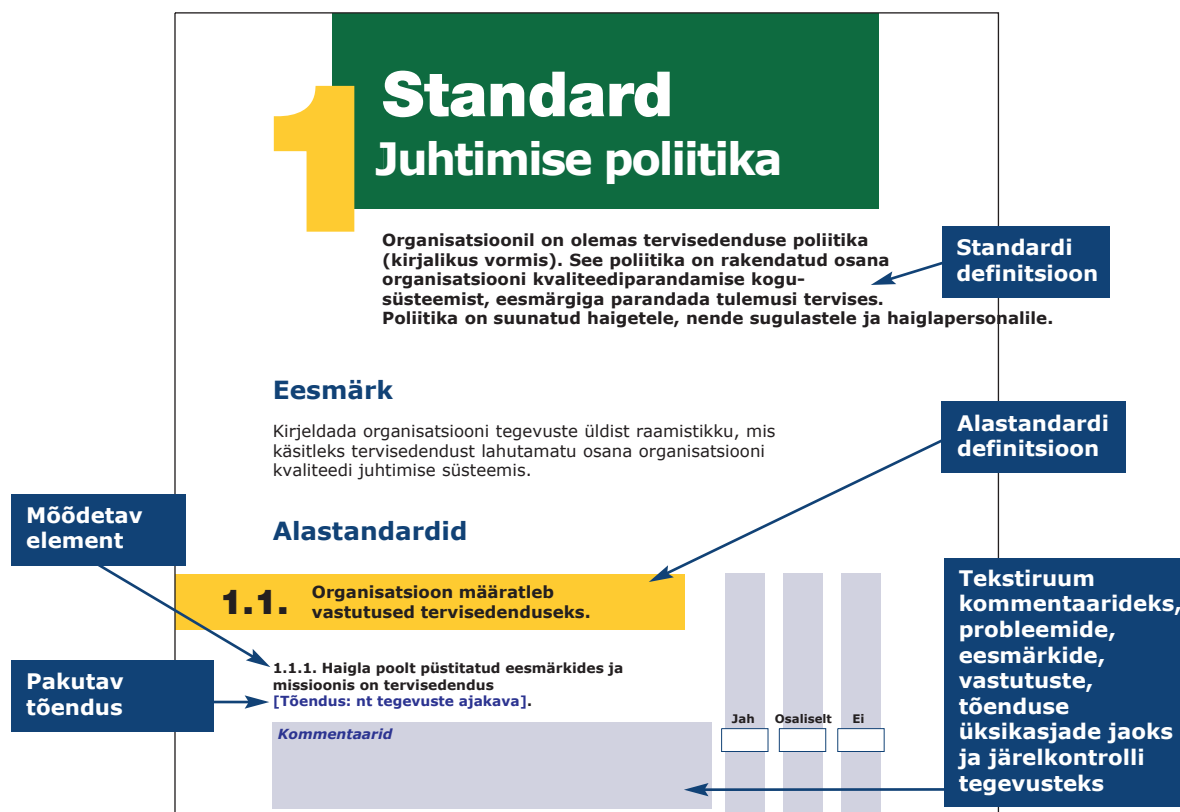 1
Standard
Juhtimise poliitika
Organisatsioonil on olemas tervisedenduse poliitika
(kirjalikus vormis). See poliitika on rakendatud osana
organisatsiooni kvaliteediparandamise kogu-
süsteemist, eesmärgiga parandada tulemusi tervises.
Poliitika on suunatud haigetele, nende sugulastele ja haiglapersonalile.
Standardi
definitsioon
Eesmärk
Kirjeldada organisatsiooni tegevuste üldist raamistikku, mis
käsitleks tervisedendust lahutamatu osana organisatsiooni
kvaliteedi juhtimise süsteemis.
Alastandardi
definitsioon
Mõõdetav
element
Alastandardid
1.1. Organisatsioon määratleb
vastutused tervisedenduseks.
1.1.1. Haigla poolt püstitatud eesmärkides ja
missioonis on tervisedendus
[Tõendus: nt tegevuste ajakava].
Pakutav
tõendus
Jah Osaliselt Ei
Kommentaarid
Tekstiruum
kommentaarideks,
probleemide,
eesmärkide,
vastutuste,
tõenduse
üksikasjade jaoks
ja järelkontrolli
tegevusteks